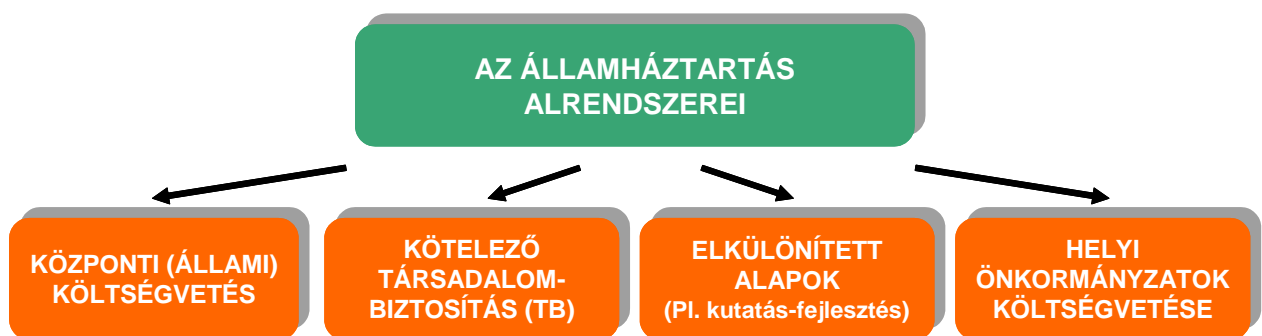 AZ ÁLLAMHÁZTARTÁS
ALRENDSZEREI
KÖZPONTI (ÁLLAMI)
KÖLTSÉGVETÉS
KÖTELEZŐ
TÁRSADALOM-
BIZTOSÍTÁS (TB)
ELKÜLÖNÍTETT
ALAPOK
(Pl. kutatás-fejlesztés)
HELYI
ÖNKORMÁNYZATOK
KÖLTSÉGVETÉSE